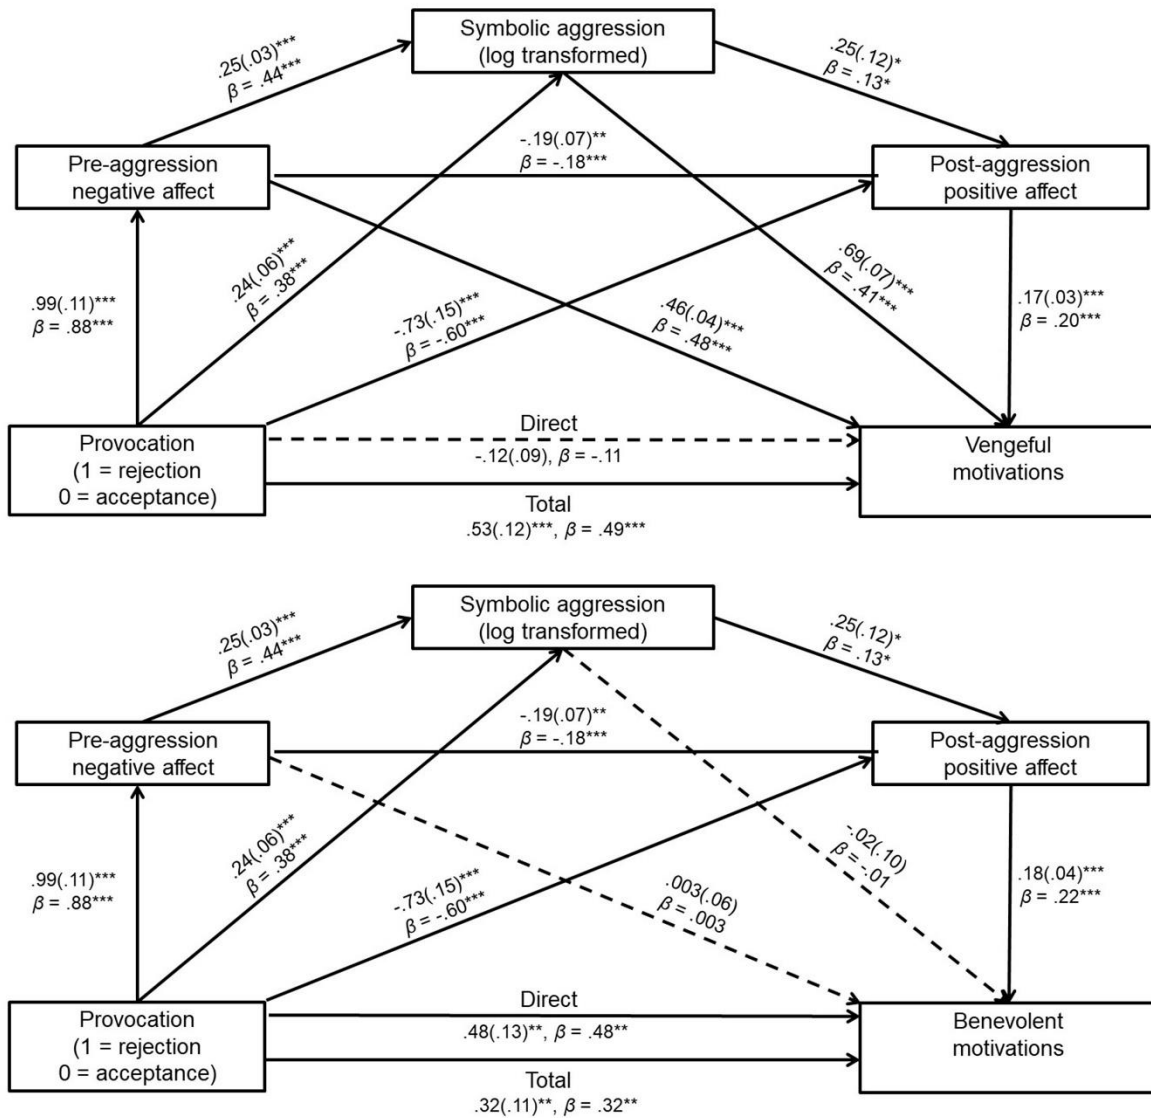 Symbolic aggression
(log transformed)
.25(.03)***
β = .44***
.25(.12)*
β = .13*
Pre-aggression
negative affect
-.19(.07)**
β = -.18***
Post-aggression
positive affect
.99(.11)***
β = .88***
.24(.06)***
β = .38***
-.73(.15)***
β = -.60***
.46(.04)***
β = .48***
.69(.07)***
β = .41***
.17(.03)***
β = .20***
Provocation
(1 = rejection
0 = acceptance)
Direct
-.12(.09), β = -.11
Total
.53(.12)***, β = .49***
Vengeful
motivations
Symbolic aggression
(log transformed)
.25(.03)***
β = .44***
.25(.12)*
β = .13*
Pre-aggression
negative affect
-.19(.07)**
β = -.18***
Post-aggression
positive affect
.99(.11)***
β = .88***
.24(.06)***
β = .38***
-.73(.15)***
β = -.60***
.003(.06)
β = .003
-.02(.10)
β = -.01
.18(.04)***
β = .22***
Provocation
(1 = rejection
0 = acceptance)
Direct
.48(.13)**, β = .48**
Total
.32(.11)**, β = .32**
Benevolent
motivations